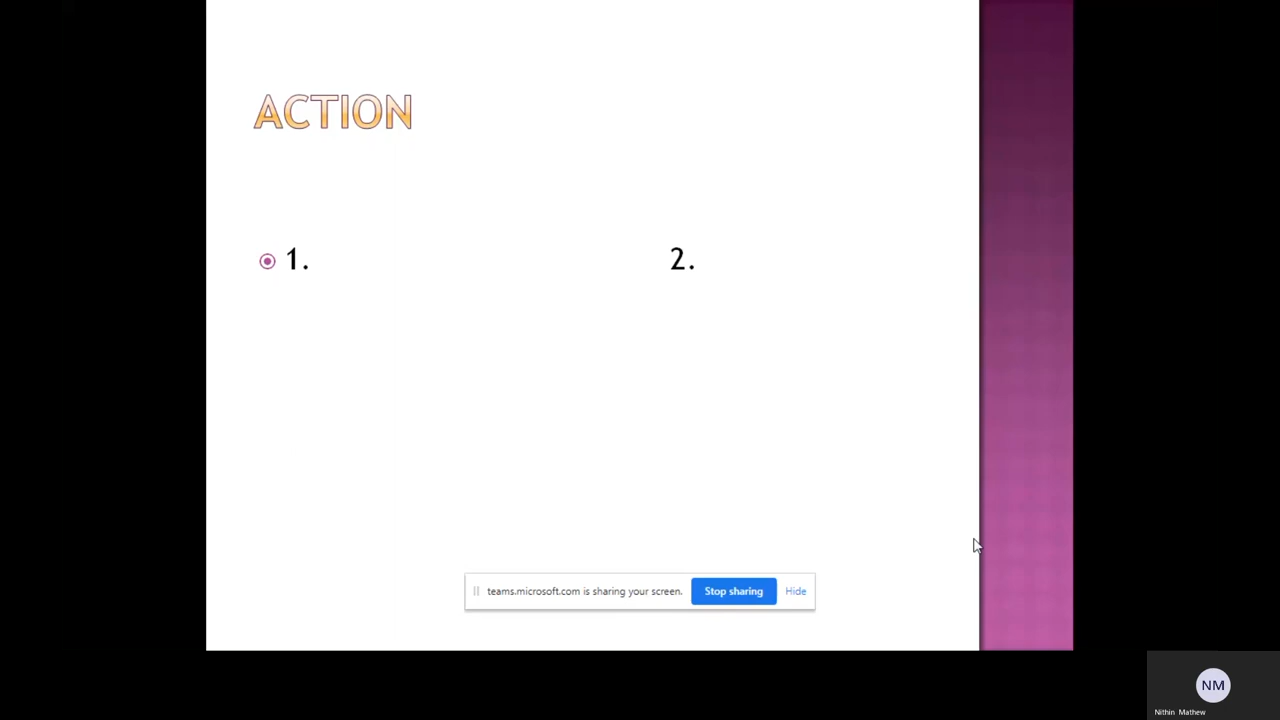 ACTION
1. 2.
teams.microsoft.com is sharing your screen. Stop sharing Hide
NM
Nithin Mathew